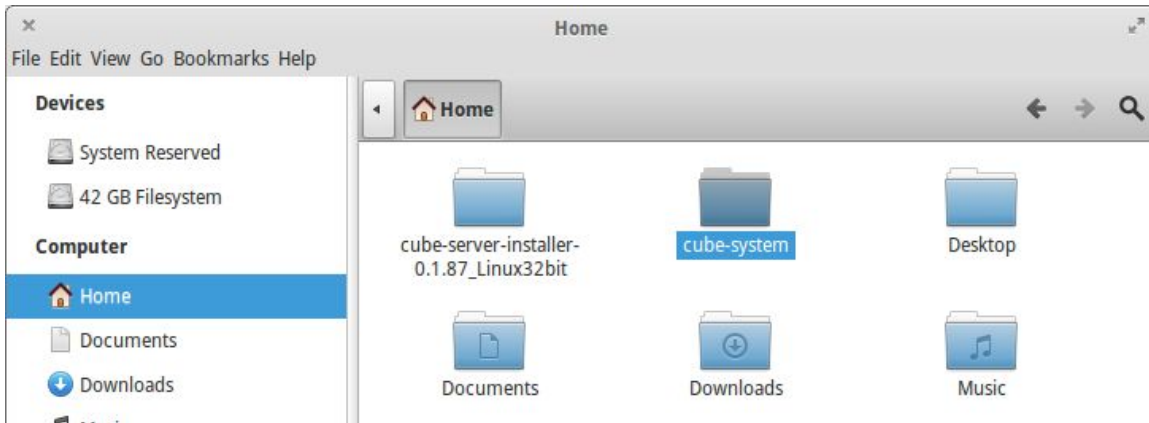 Home
File Edit View Go Bookmarks Help
Devices
System Reserved
42 GB Filesystem
Computer
Home
Documents
Downloads
Home
cube-server-installer-
0.1.87_Linux32bit
cube-system
Desktop
Documents
Downloads
Music